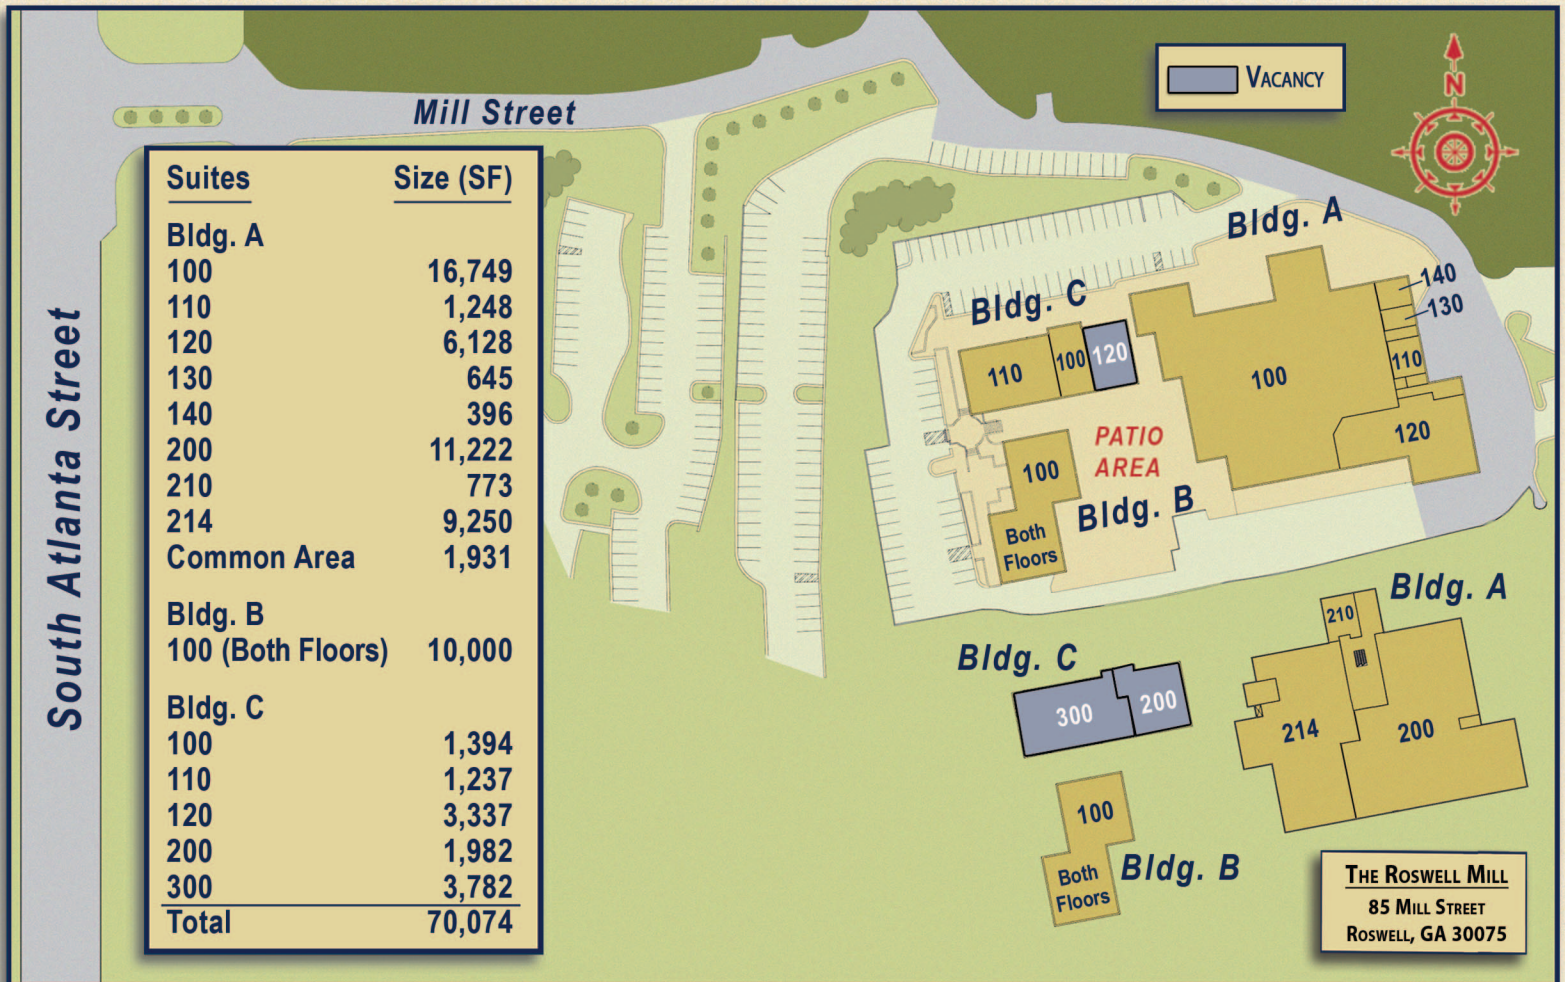 Mill Street
South Atlanta Street
VACANCY
N
Suites Size (SF)
Bldg. A
100 16,749
110 1,248
120 6,128
130 645
140 396
200 11,222
210 773
214 9,250
Common Area 1,931
Bldg. B
100 (Both Floors) 10,000
Bldg. C
100 1,394
110 1,237
120 3,337
200 1,982
300 3,782
Total 70,074
Bldg. A
140
130
110
100
120
Bldg. C
110
100
120
PATIO
AREA
100
Both
Floors
Bldg. B
Bldg. A
210
214
200
Bldg. C
300
200
100
Both
Floors
Bldg. B
THE ROSWELL MILL
85 MILL STREET
ROSWELL, GA 30075